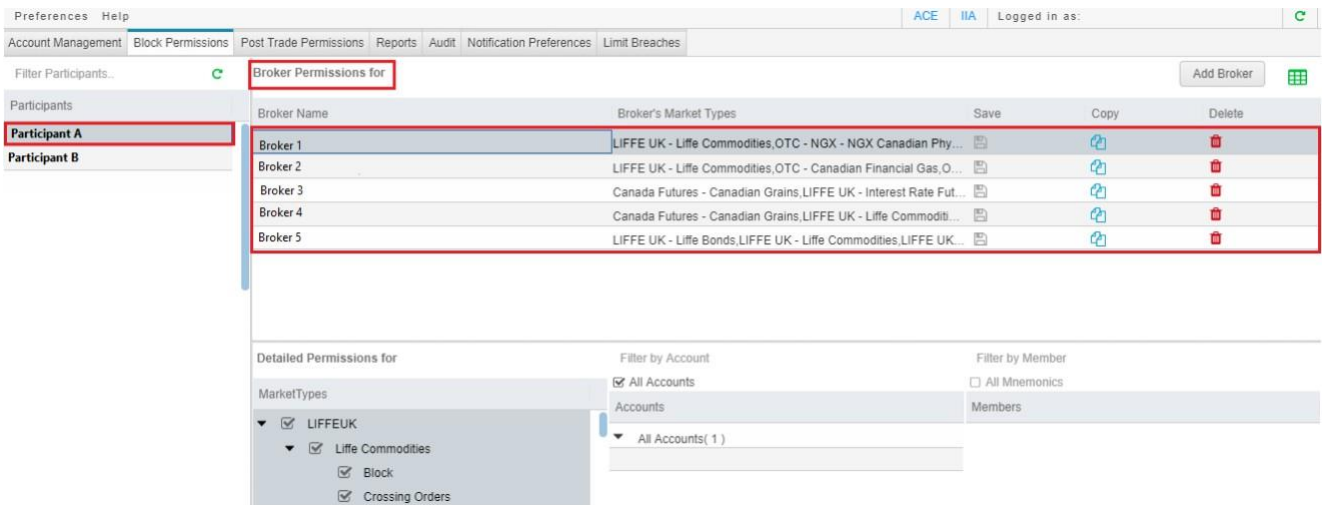 Preferences Help ACE IIA Logged in as:
Account Management Block Permissions Post Trade Permissions Reports Audit Notification Preferences Limit Breaches
Filter Participants.. Broker Permissions for Add Broker
Participants Broker Name Broker's Market Types Save Copy Delete
Participant A Broker 1 LIFFE UK - Liffe Commodities,OTC - NGX - NGX Canadian Phy...
Participant B Broker 2 LIFFE UK - Liffe Commodities,OTC - Canadian Financial Gas,O...
Broker 3 Canada Futures - Canadian Grains,LIFFE UK - Interest Rate Fut...
Broker 4 Canada Futures - Canadian Grains,LIFFE UK - Liffe Commoditi...
Broker 5 LIFFE UK - Liffe Bonds,LIFFE UK - Liffe Commodities,LIFFE UK...
Detailed Permissions for Filter by Account Filter by Member
All Accounts All Mnemonics
MarketTypes Accounts Members
LIFFEUK All Accounts( 1 )
Liffe Commodities
Block
Crossing Orders